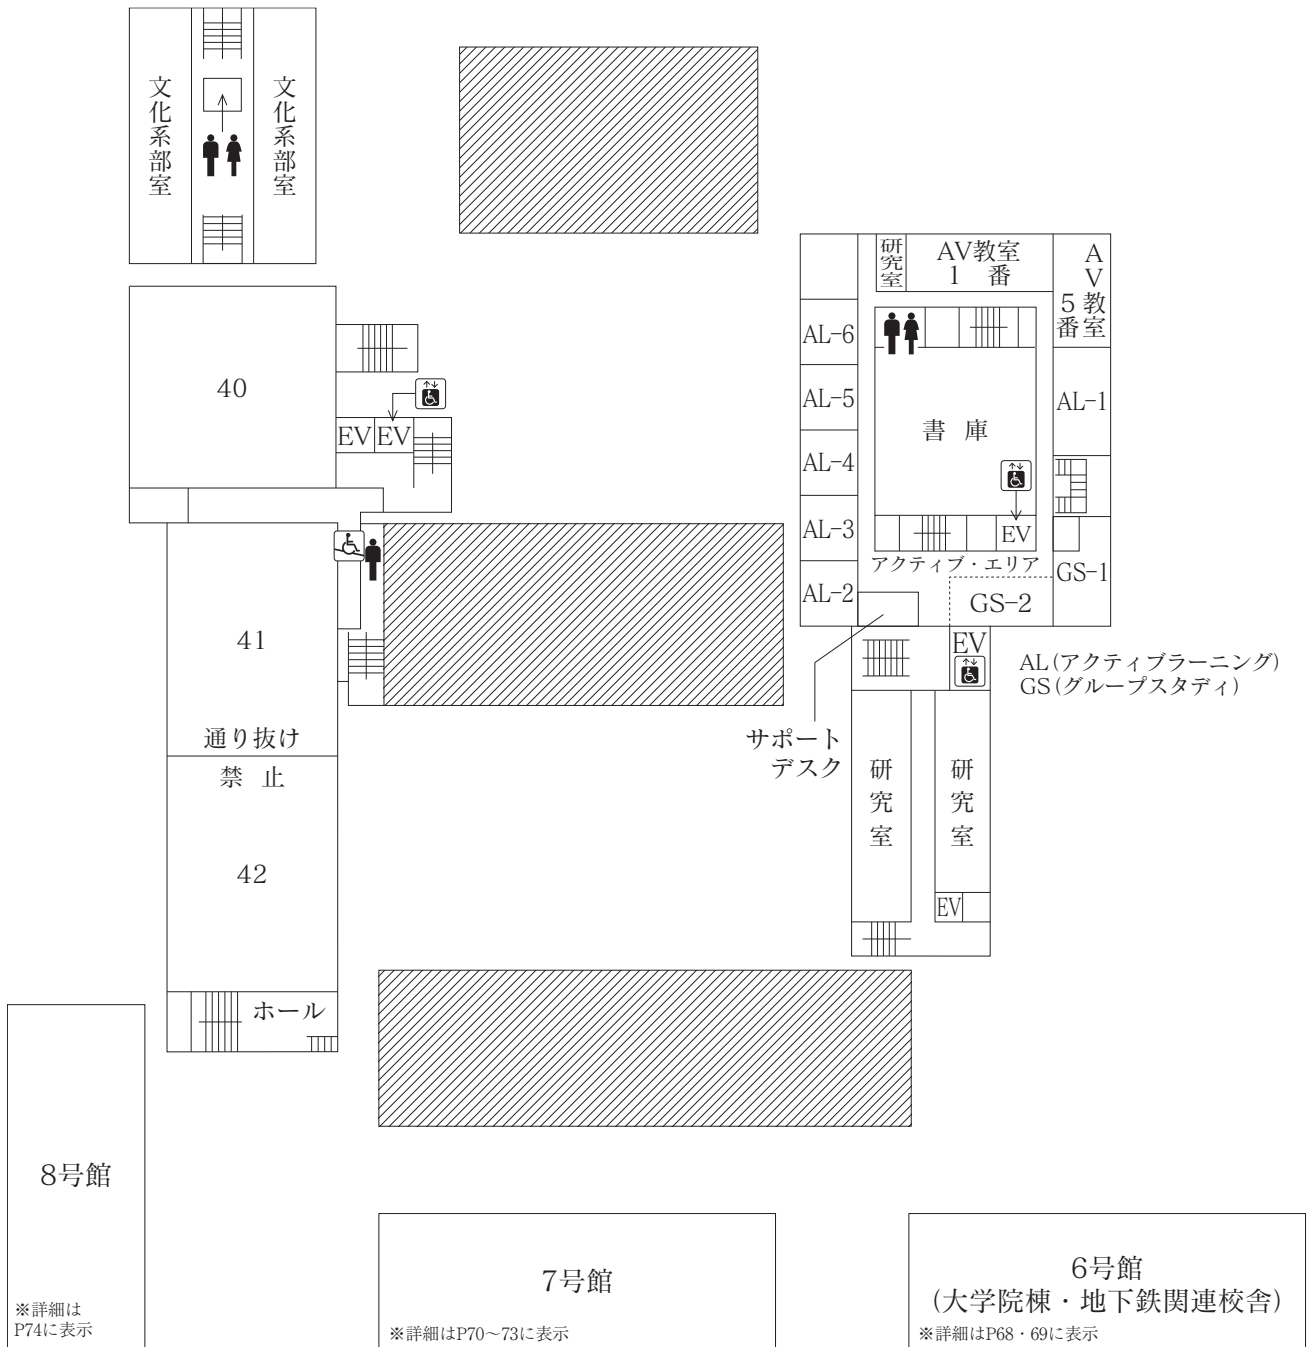 文化系部室
文化系部室
研究室
AV教室
1 番
AV教室
5番
AL-6
AL-5
AL-4
AL-3
AL-2
AL-1
書 庫
EV
アクティブ・エリア
GS-1
GS-2
EV
AL(アクティブラーニング)
GS(グループスタディ)
サポート
デスク
研究室
研究室
EV
40
EV
EV
41
通り抜け
禁 止
42
ホール
8号館
※詳細は
P74に表示
7号館
※詳細はP70〜73に表示
6号館
(大学院棟・地下鉄関連校舎)
※詳細はP68・69に表示